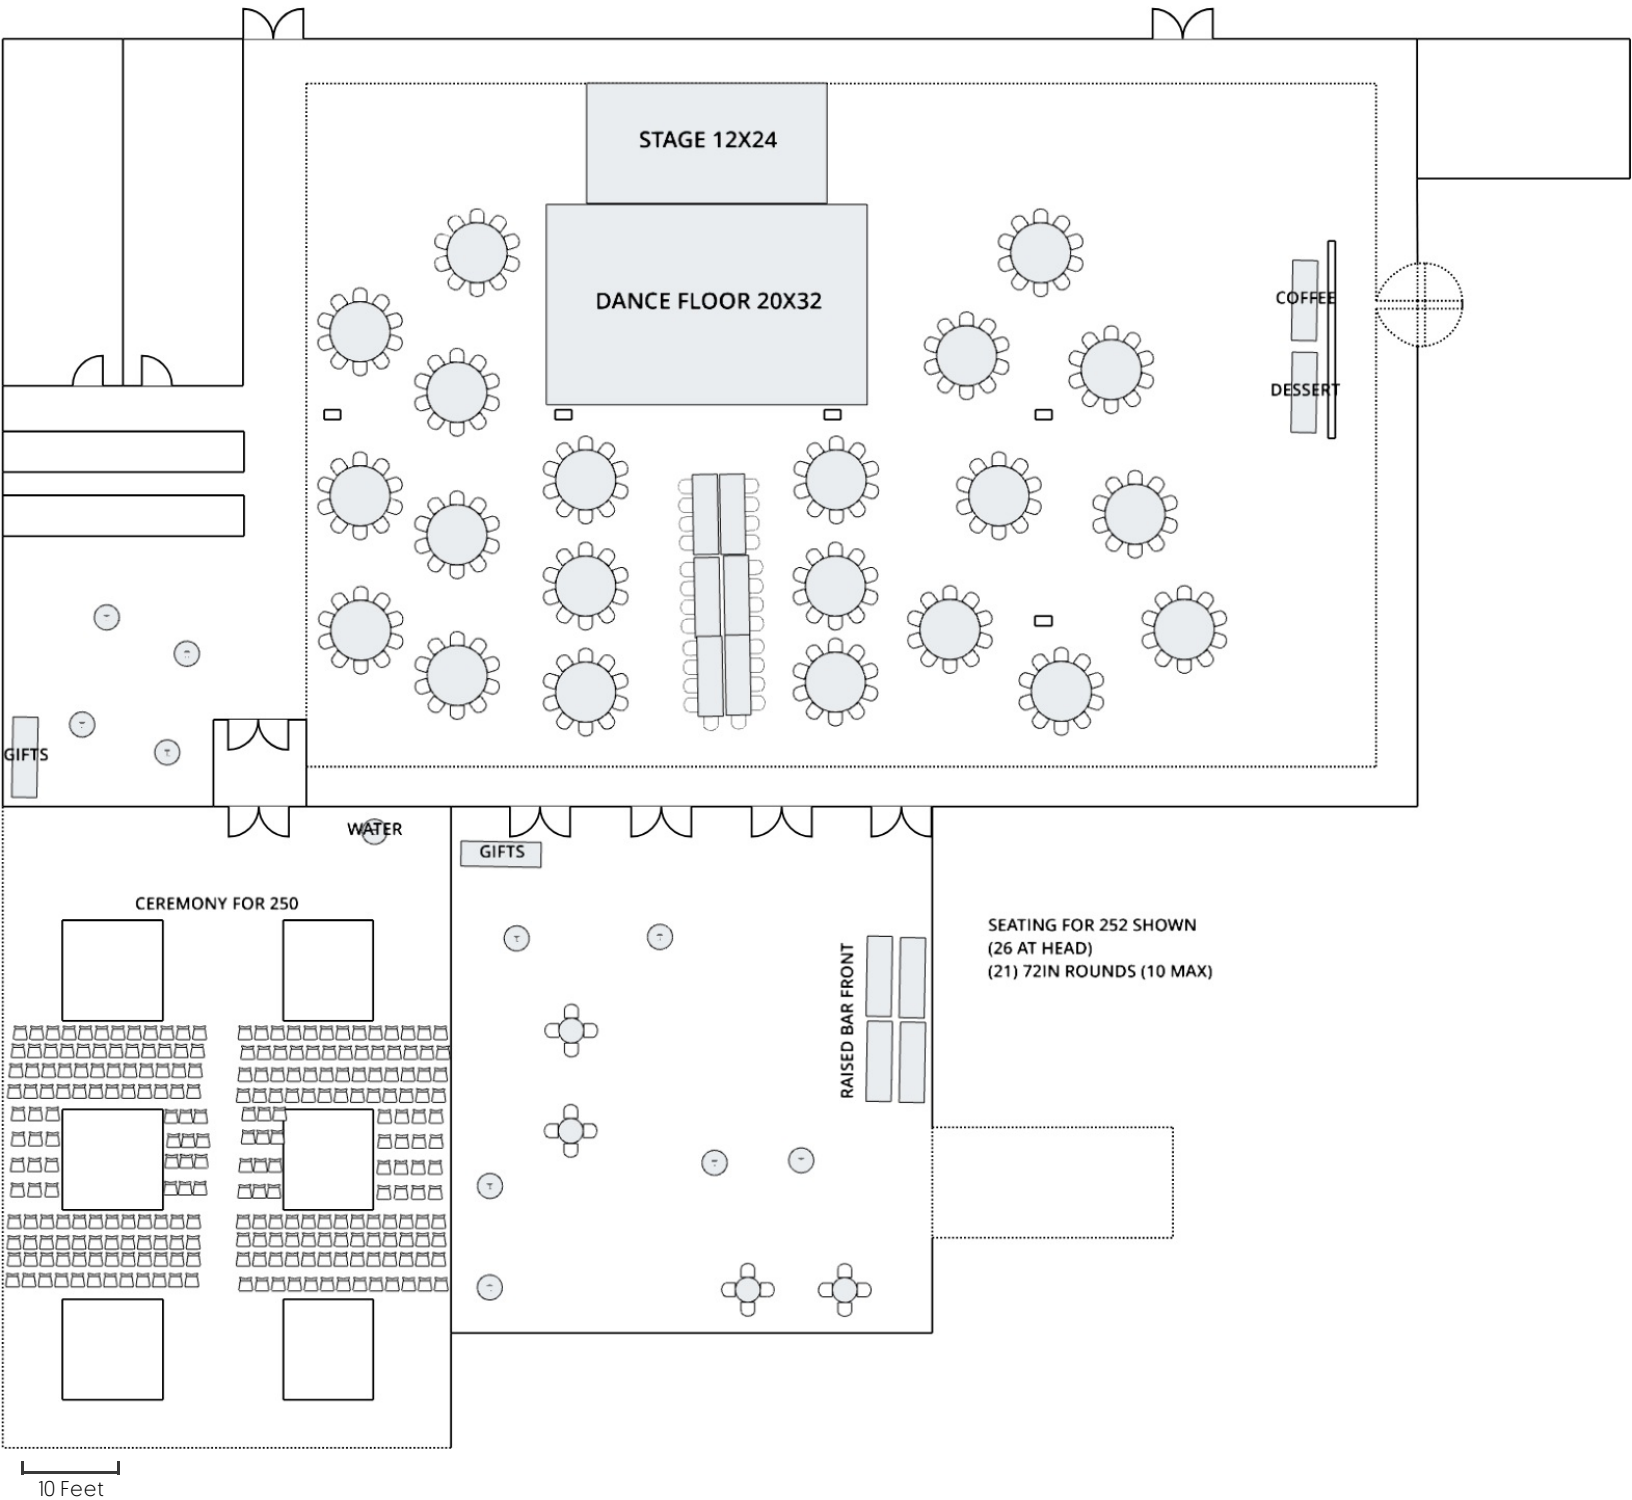 STAGE 12X24
DANCE FLOOR 20X32
COFFEE
DESSERT
GIFTS
WATER
GIFTS
CEREMONY FOR 250
RAISED BAR FRONT
SEATING FOR 252 SHOWN
(26 AT HEAD)
(21) 72IN ROUNDS (10 MAX)
10 Feet